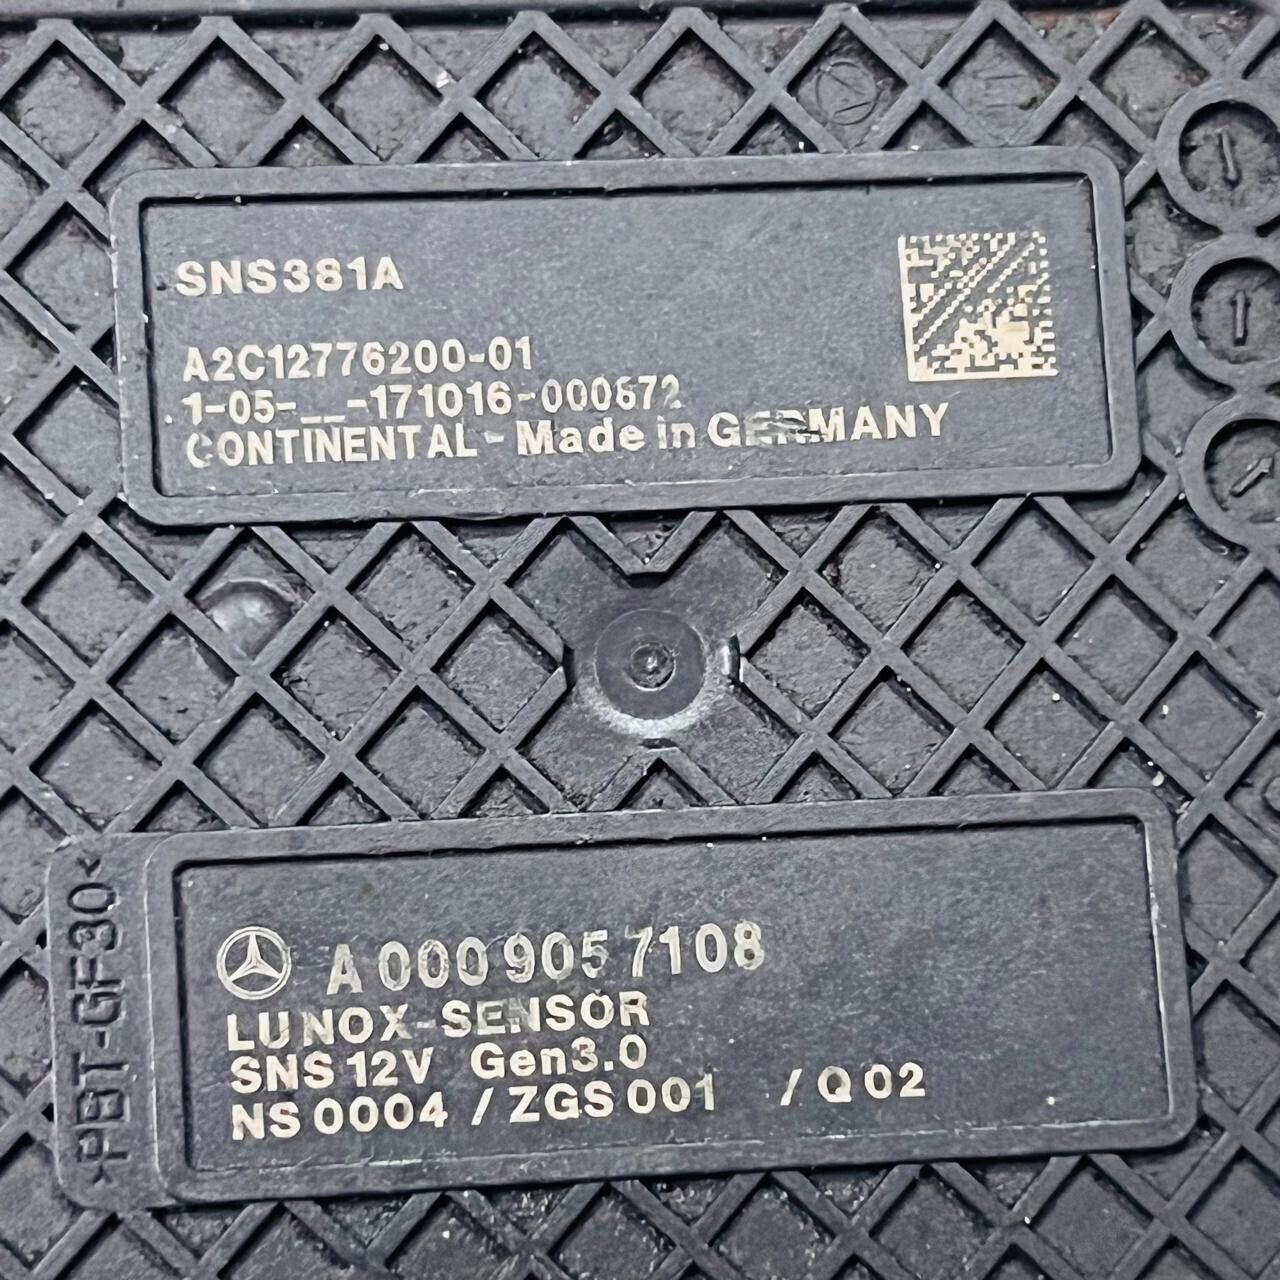 SNS381A
A2C12776200-01
1-05-__-171016-000672
CONTINENTAL - Made in GERMANY
>PBT-GF30<
A 000 905 7108
LUNOX-SENSOR
SNS 12V Gen3.0
NS 0004 / ZGS 001 / Q 02